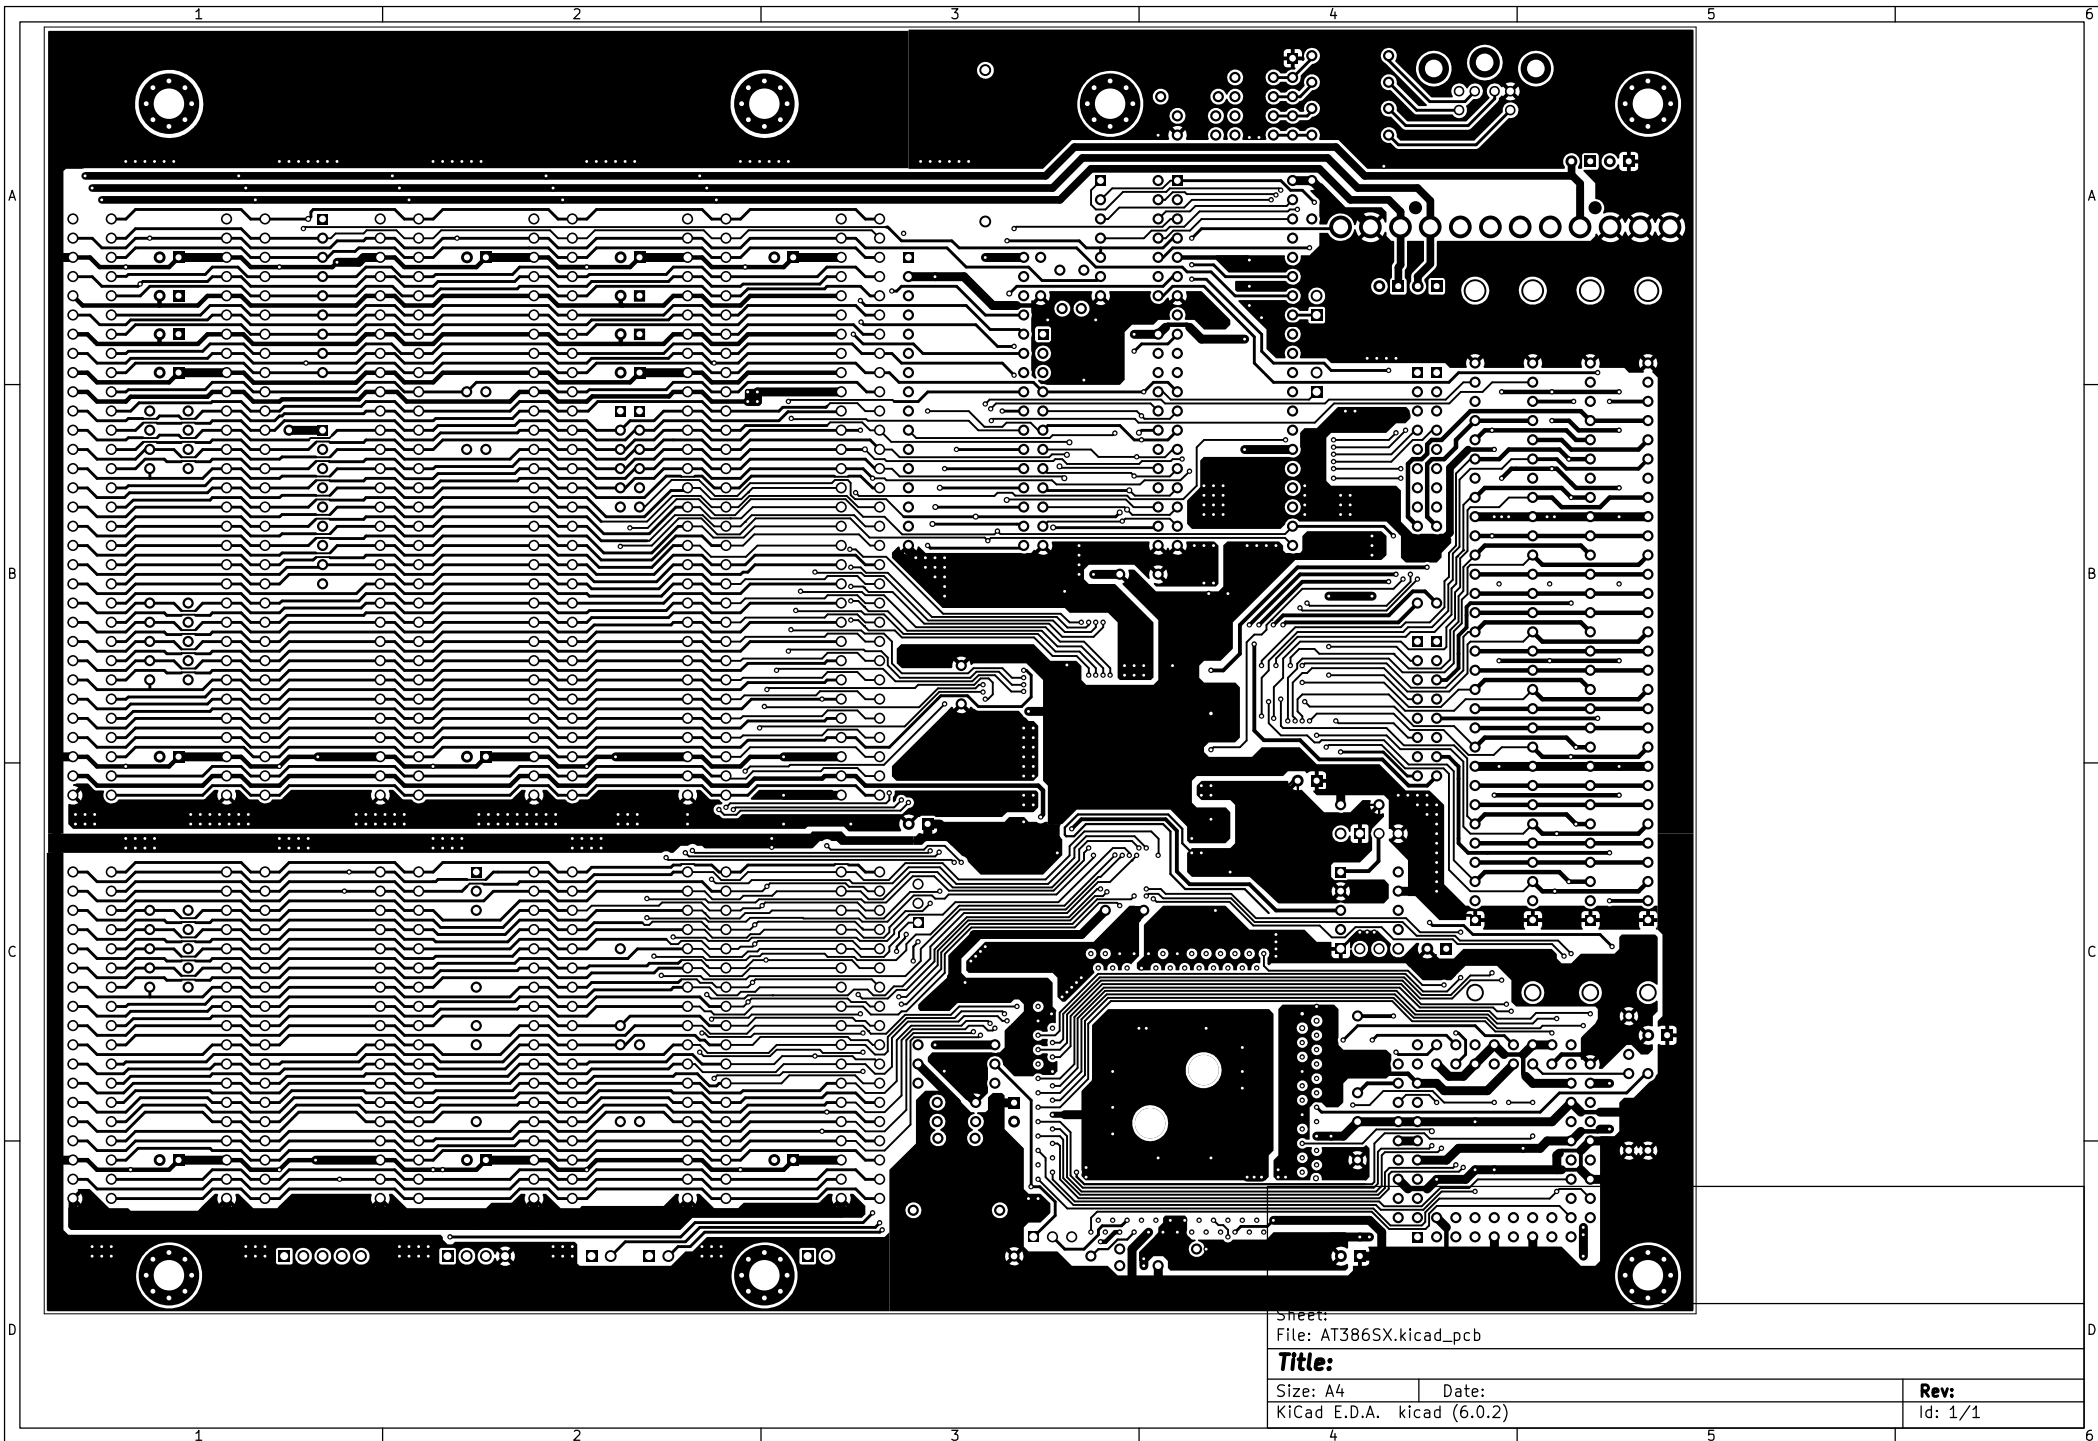 1 2 3 4 5 6
A A
B B
C C
D D
Sheet:
File: AT386SX.kicad_pcb
Title:
Size: A4 Date: Rev:
KiCad E.D.A. kicad (6.0.2) Id: 1/1
1 2 3 4 5 6